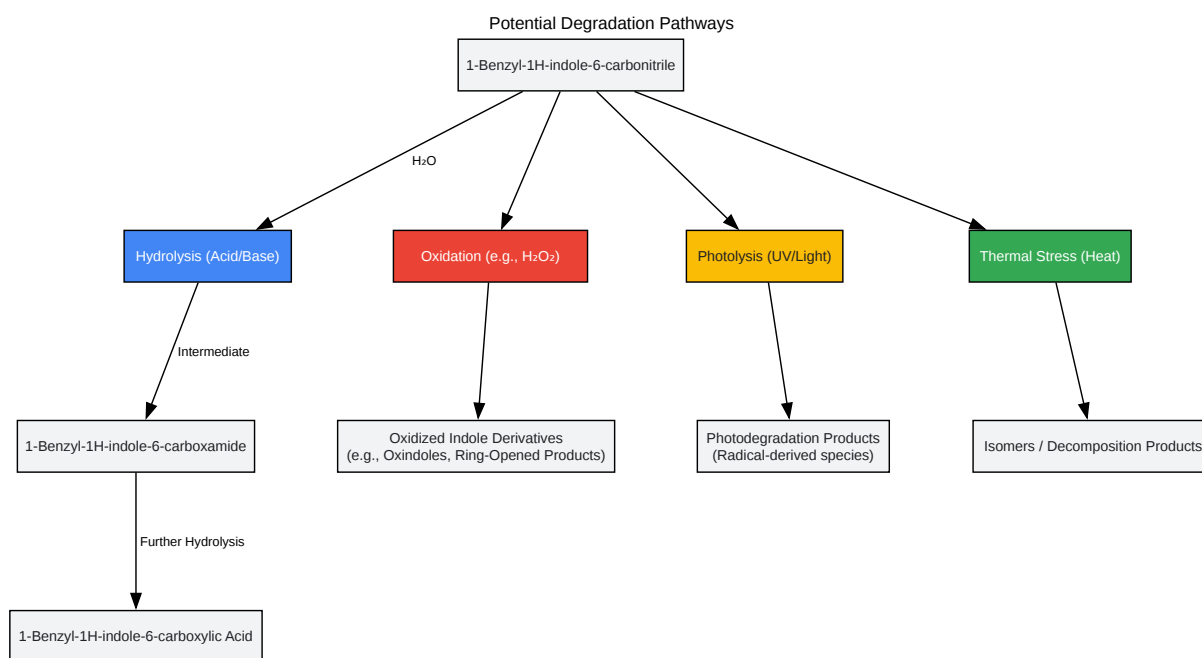 Potential Degradation Pathways
1-Benzyl-1H-indole-6-carbonitrile
H₂O
Hydrolysis (Acid/Base)
Oxidation (e.g., H₂O₂)
Photolysis (UV/Light)
Thermal Stress (Heat)
Intermediate
1-Benzyl-1H-indole-6-carboxamide
Oxidized Indole Derivatives
(e.g., Oxindoles, Ring-Opened Products)
Photodegradation Products
(Radical-derived species)
Isomers / Decomposition Products
Further Hydrolysis
1-Benzyl-1H-indole-6-carboxylic Acid